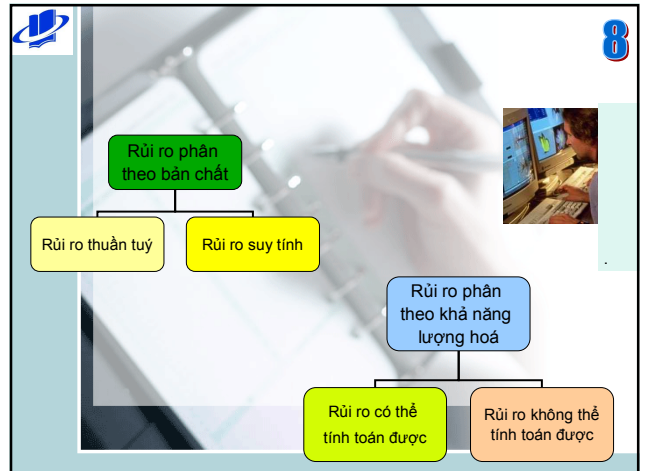 8
Rủi ro phân
theo bản chất
Rủi ro thuần tuý
Rủi ro suy tính
.
Rủi ro phân
theo khả năng
lượng hoá
Rủi ro có thể
tính toán được
Rủi ro không thể
tính toán được